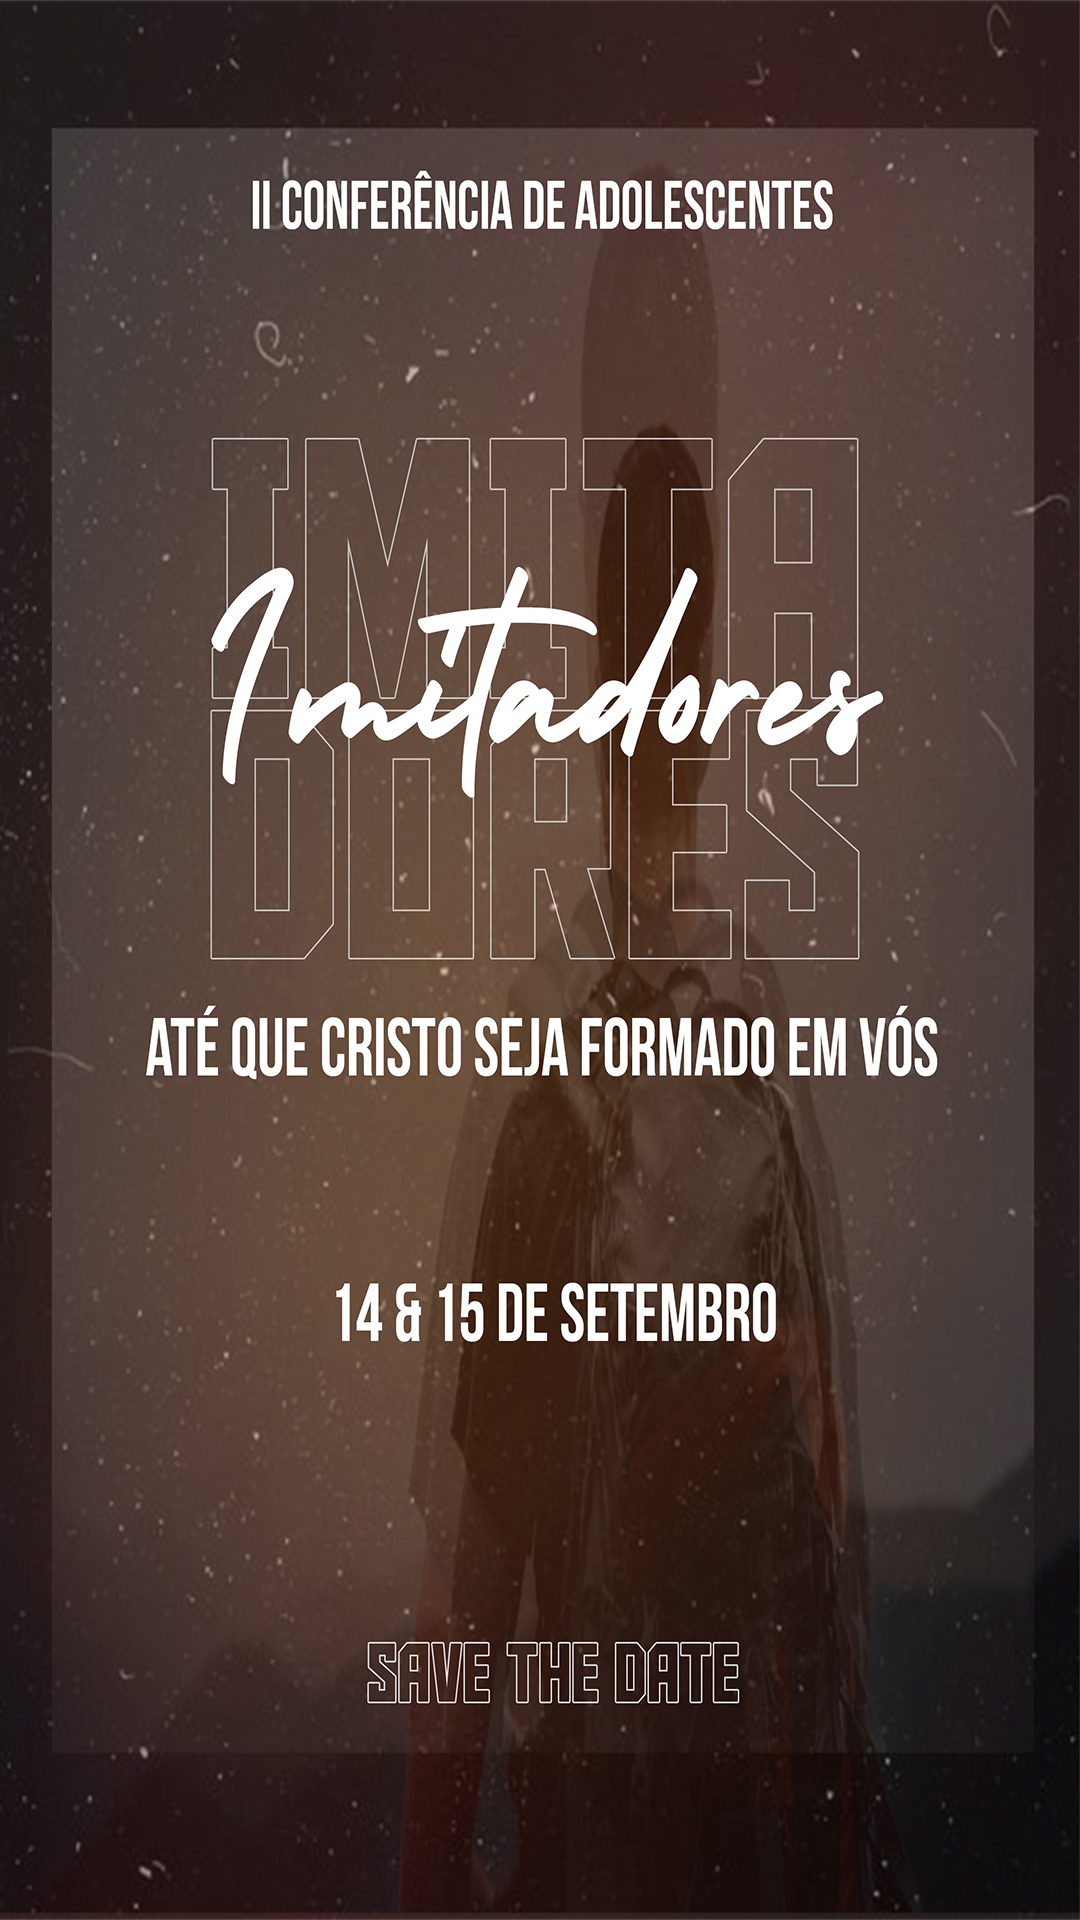 II CONFERÊNCIA DE ADOLESCENTES
IMITA
Imitadores
DORES
ATÉ QUE CRISTO SEJA FORMADO EM VÓS
14 & 15 DE SETEMBRO
SAVE THE DATE